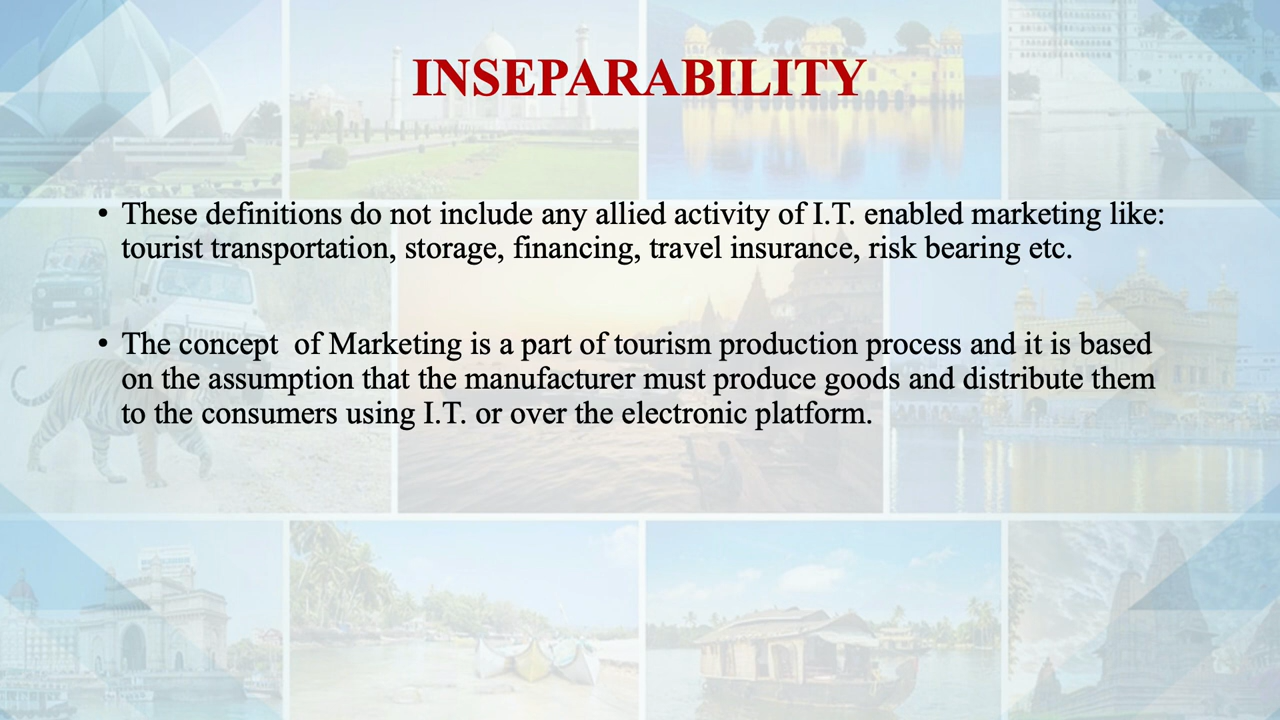 INSEPARABILITY
• These definitions do not include any allied activity of I.T. enabled marketing like:
tourist transportation, storage, financing, travel insurance, risk bearing etc.
• The concept  of Marketing is a part of tourism production process and it is based
on the assumption that the manufacturer must produce goods and distribute them
to the consumers using I.T. or over the electronic platform.